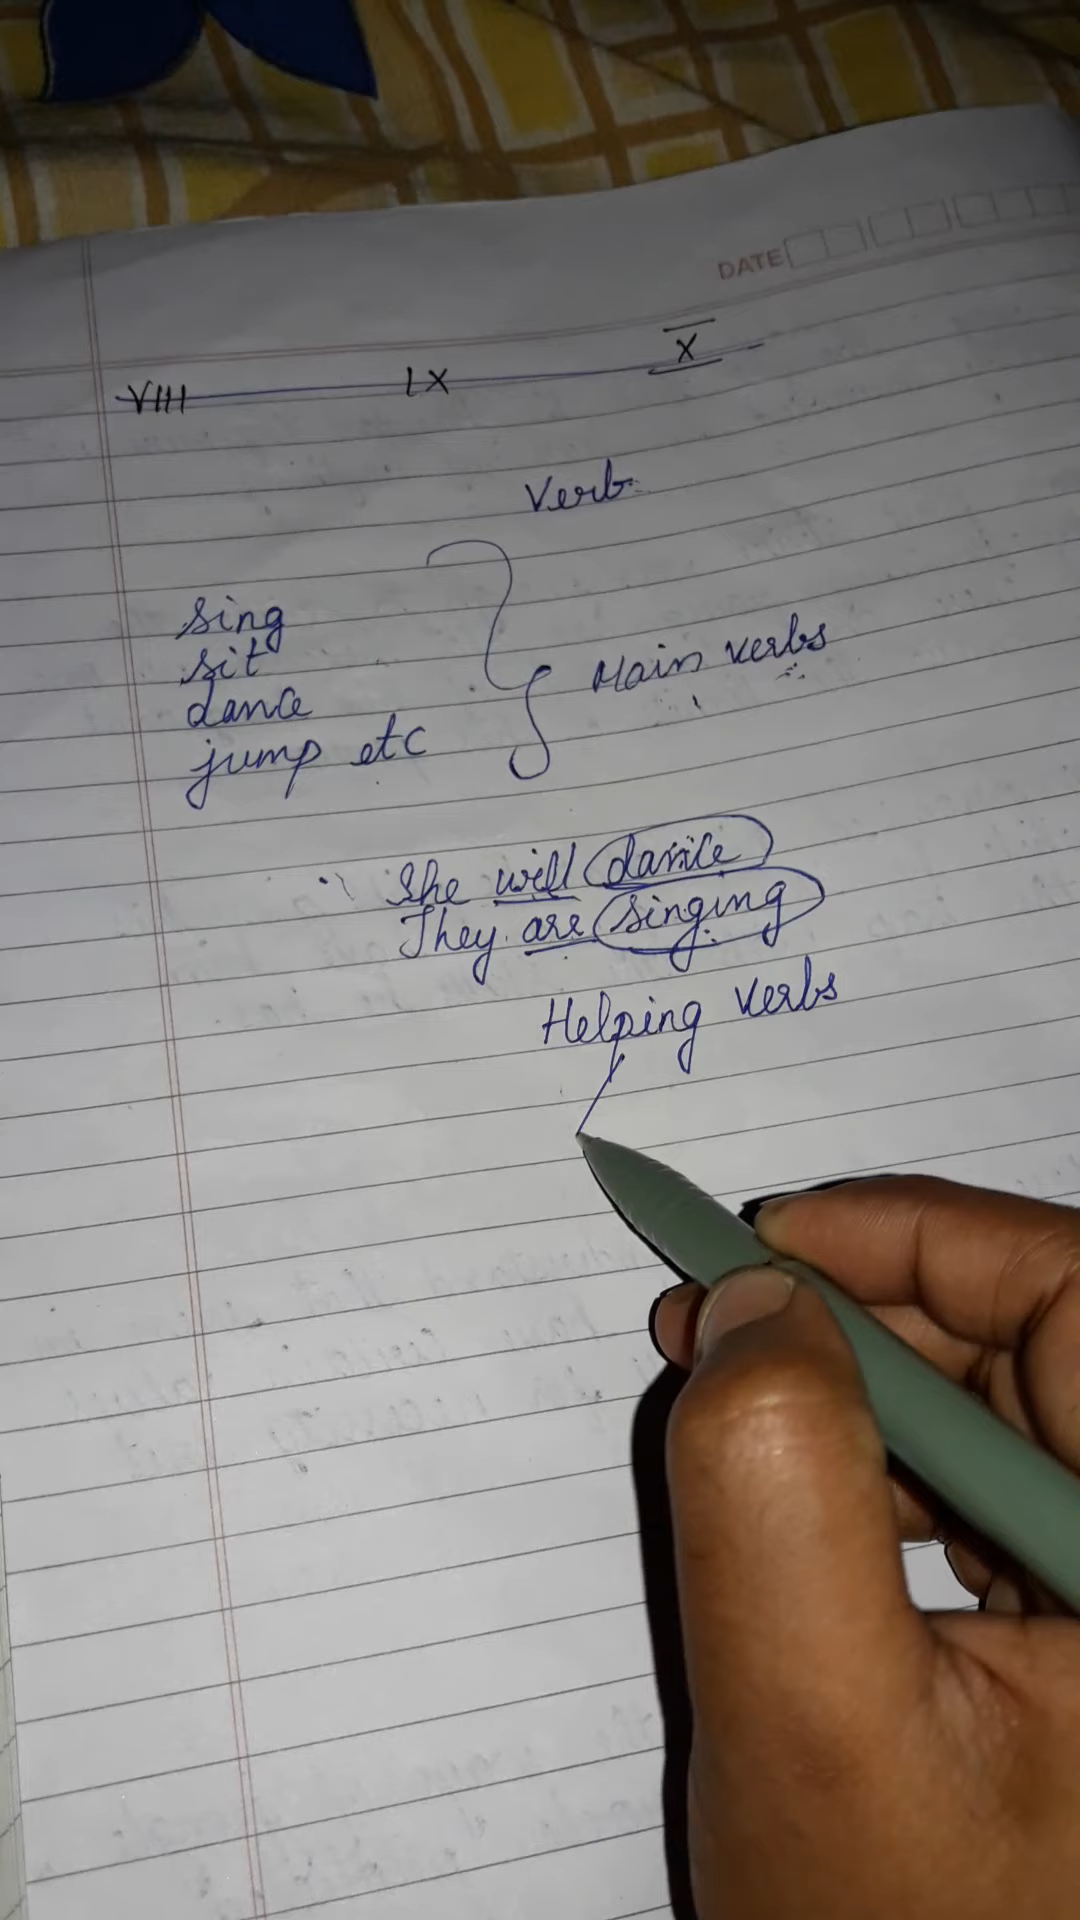 DATE
VIII IX X
Verb
sing
sit
dance
jump etc
Main verbs
She will dance
They are singing
Helping verbs